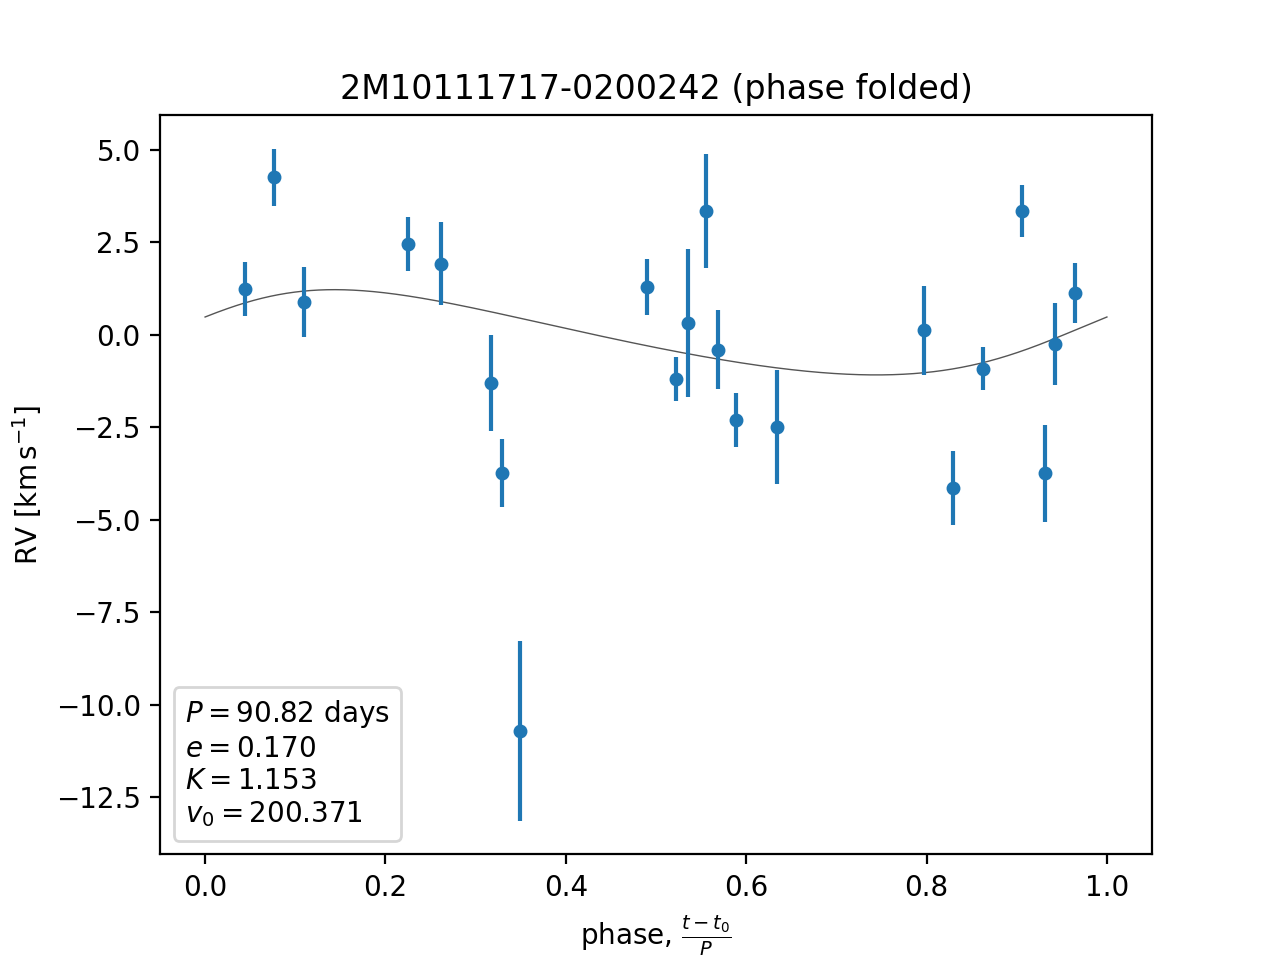 2M10111717-0200242 (phase folded)
RV [km s⁻¹]
5.0
2.5
0.0
−2.5
−5.0
−7.5
−10.0
−12.5
P = 90.82 days
e = 0.170
K = 1.153
v₀ = 200.371
0.0 0.2 0.4 0.6 0.8 1.0
phase, (t − t₀)/P